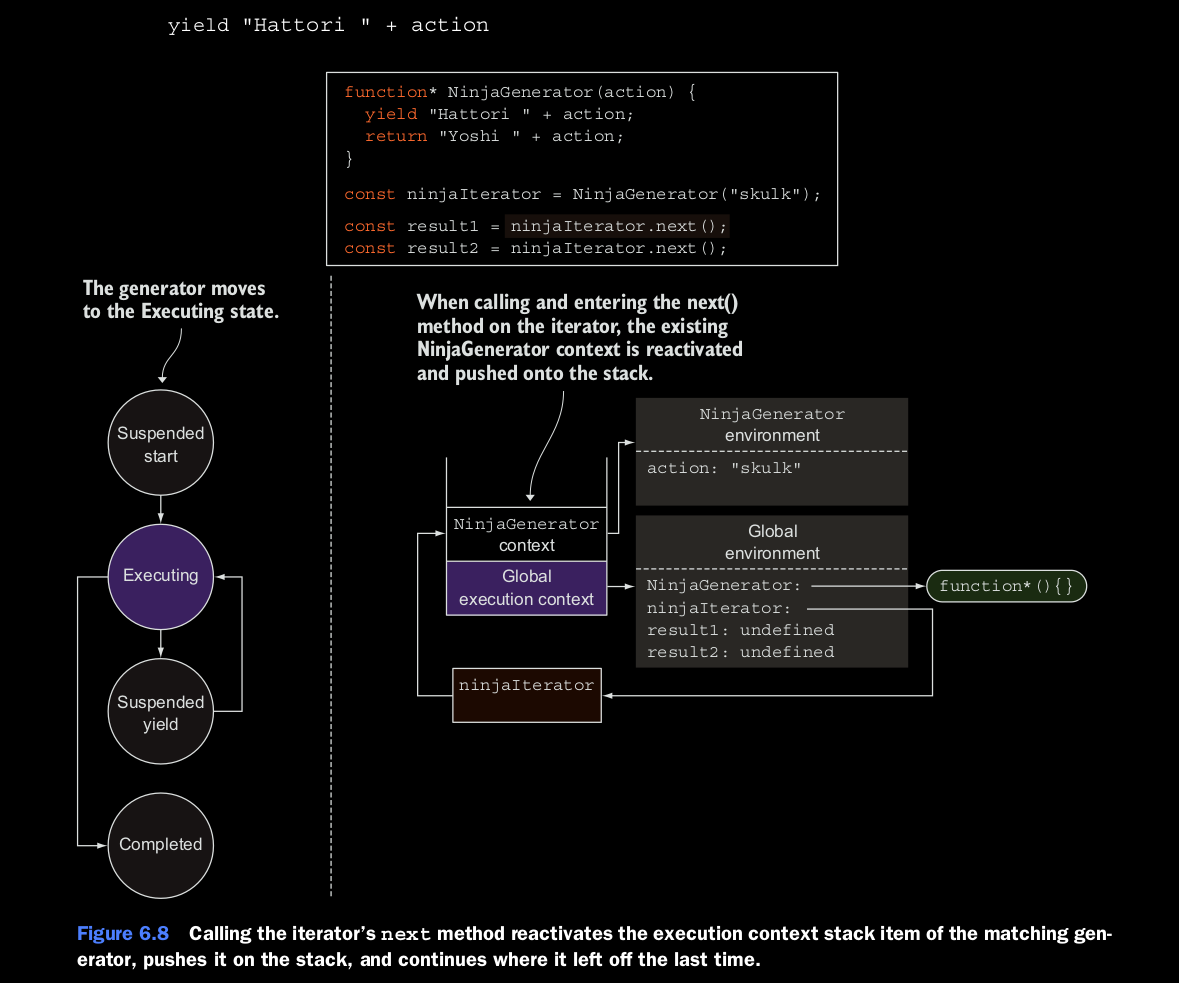 yield "Hattori " + action
function* NinjaGenerator(action) {
yield "Hattori " + action;
return "Yoshi " + action;
}
const ninjaIterator = NinjaGenerator("skulk");
const result1 = ninjaIterator.next();
const result2 = ninjaIterator.next();
The generator moves
to the Executing state.
Suspended
start
Executing
Suspended
yield
Completed
When calling and entering the next()
method on the iterator, the existing
NinjaGenerator context is reactivated
and pushed onto the stack.
NinjaGenerator
context
Global
execution context
ninjaIterator
NinjaGenerator
environment
action: "skulk"
Global
environment
NinjaGenerator:
ninjaIterator:
result1: undefined
result2: undefined
function*(){}
Figure 6.8 Calling the iterator’s next method reactivates the execution context stack item of the matching gen-
erator, pushes it on the stack, and continues where it left off the last time.